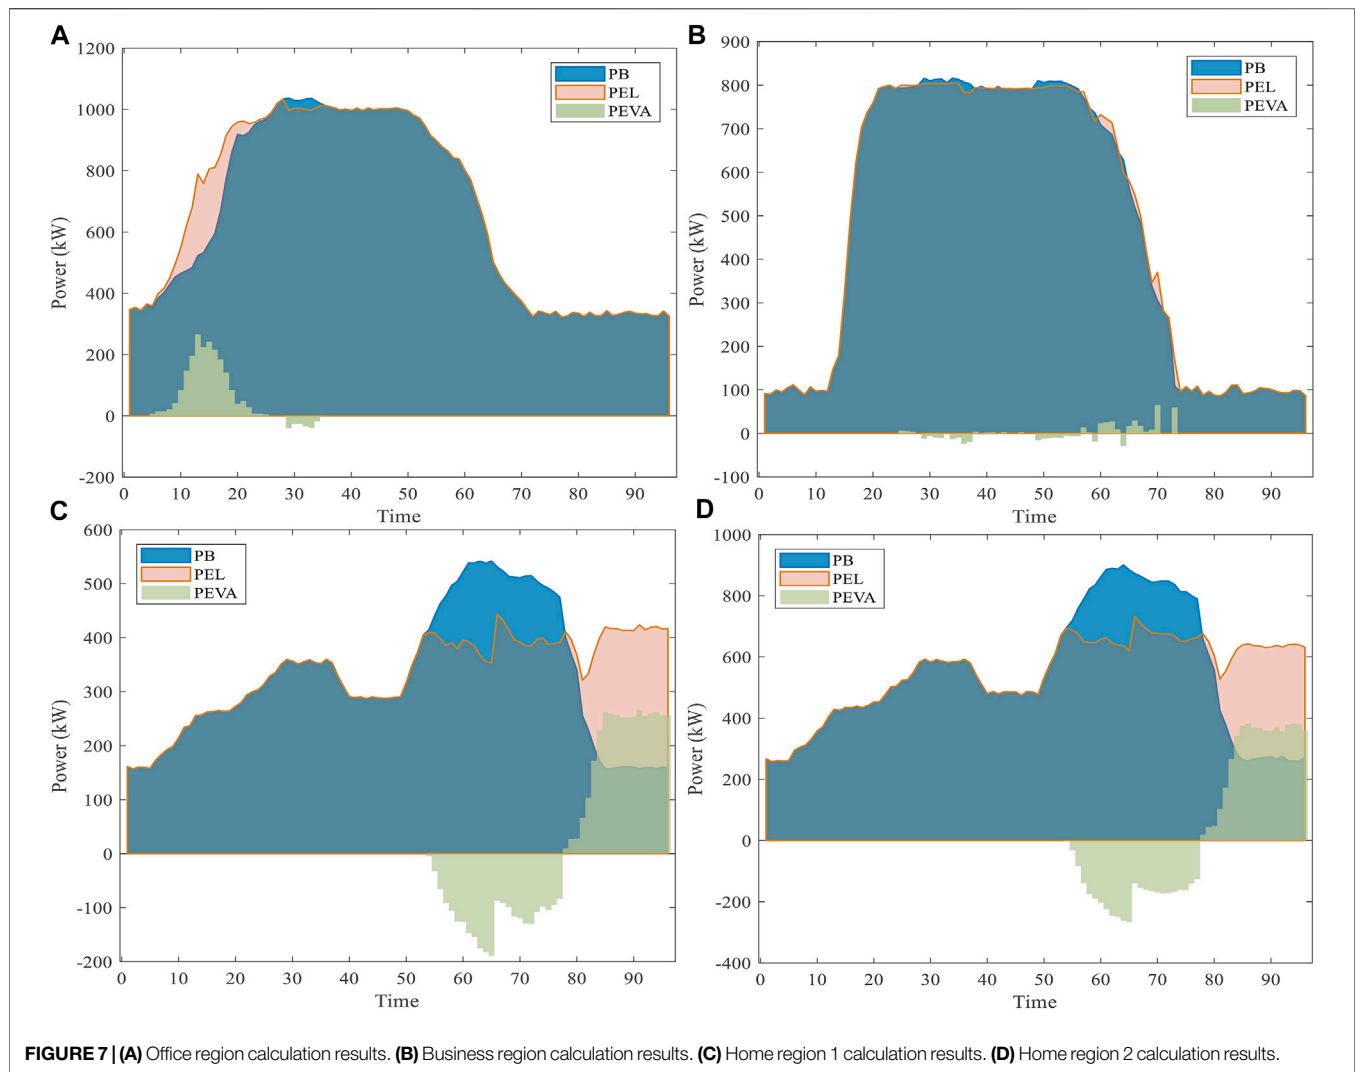 A
1200
1000
800
600
400
200
0
-200
Power (kW)
0 10 20 30 40 50 60 70 80 90
Time
PB
PEL
PEVA
B
900
800
700
600
500
400
300
200
100
0
-100
Power (kW)
0 10 20 30 40 50 60 70 80 90
Time
PB
PEL
PEVA
C
600
500
400
300
200
100
0
-100
-200
Power (kW)
0 10 20 30 40 50 60 70 80 90
Time
PB
PEL
PEVA
D
1000
800
600
400
200
0
-200
-400
Power (kW)
0 10 20 30 40 50 60 70 80 90
Time
PB
PEL
PEVA
FIGURE 7 | (A) Office region calculation results. (B) Business region calculation results. (C) Home region 1 calculation results. (D) Home region 2 calculation results.